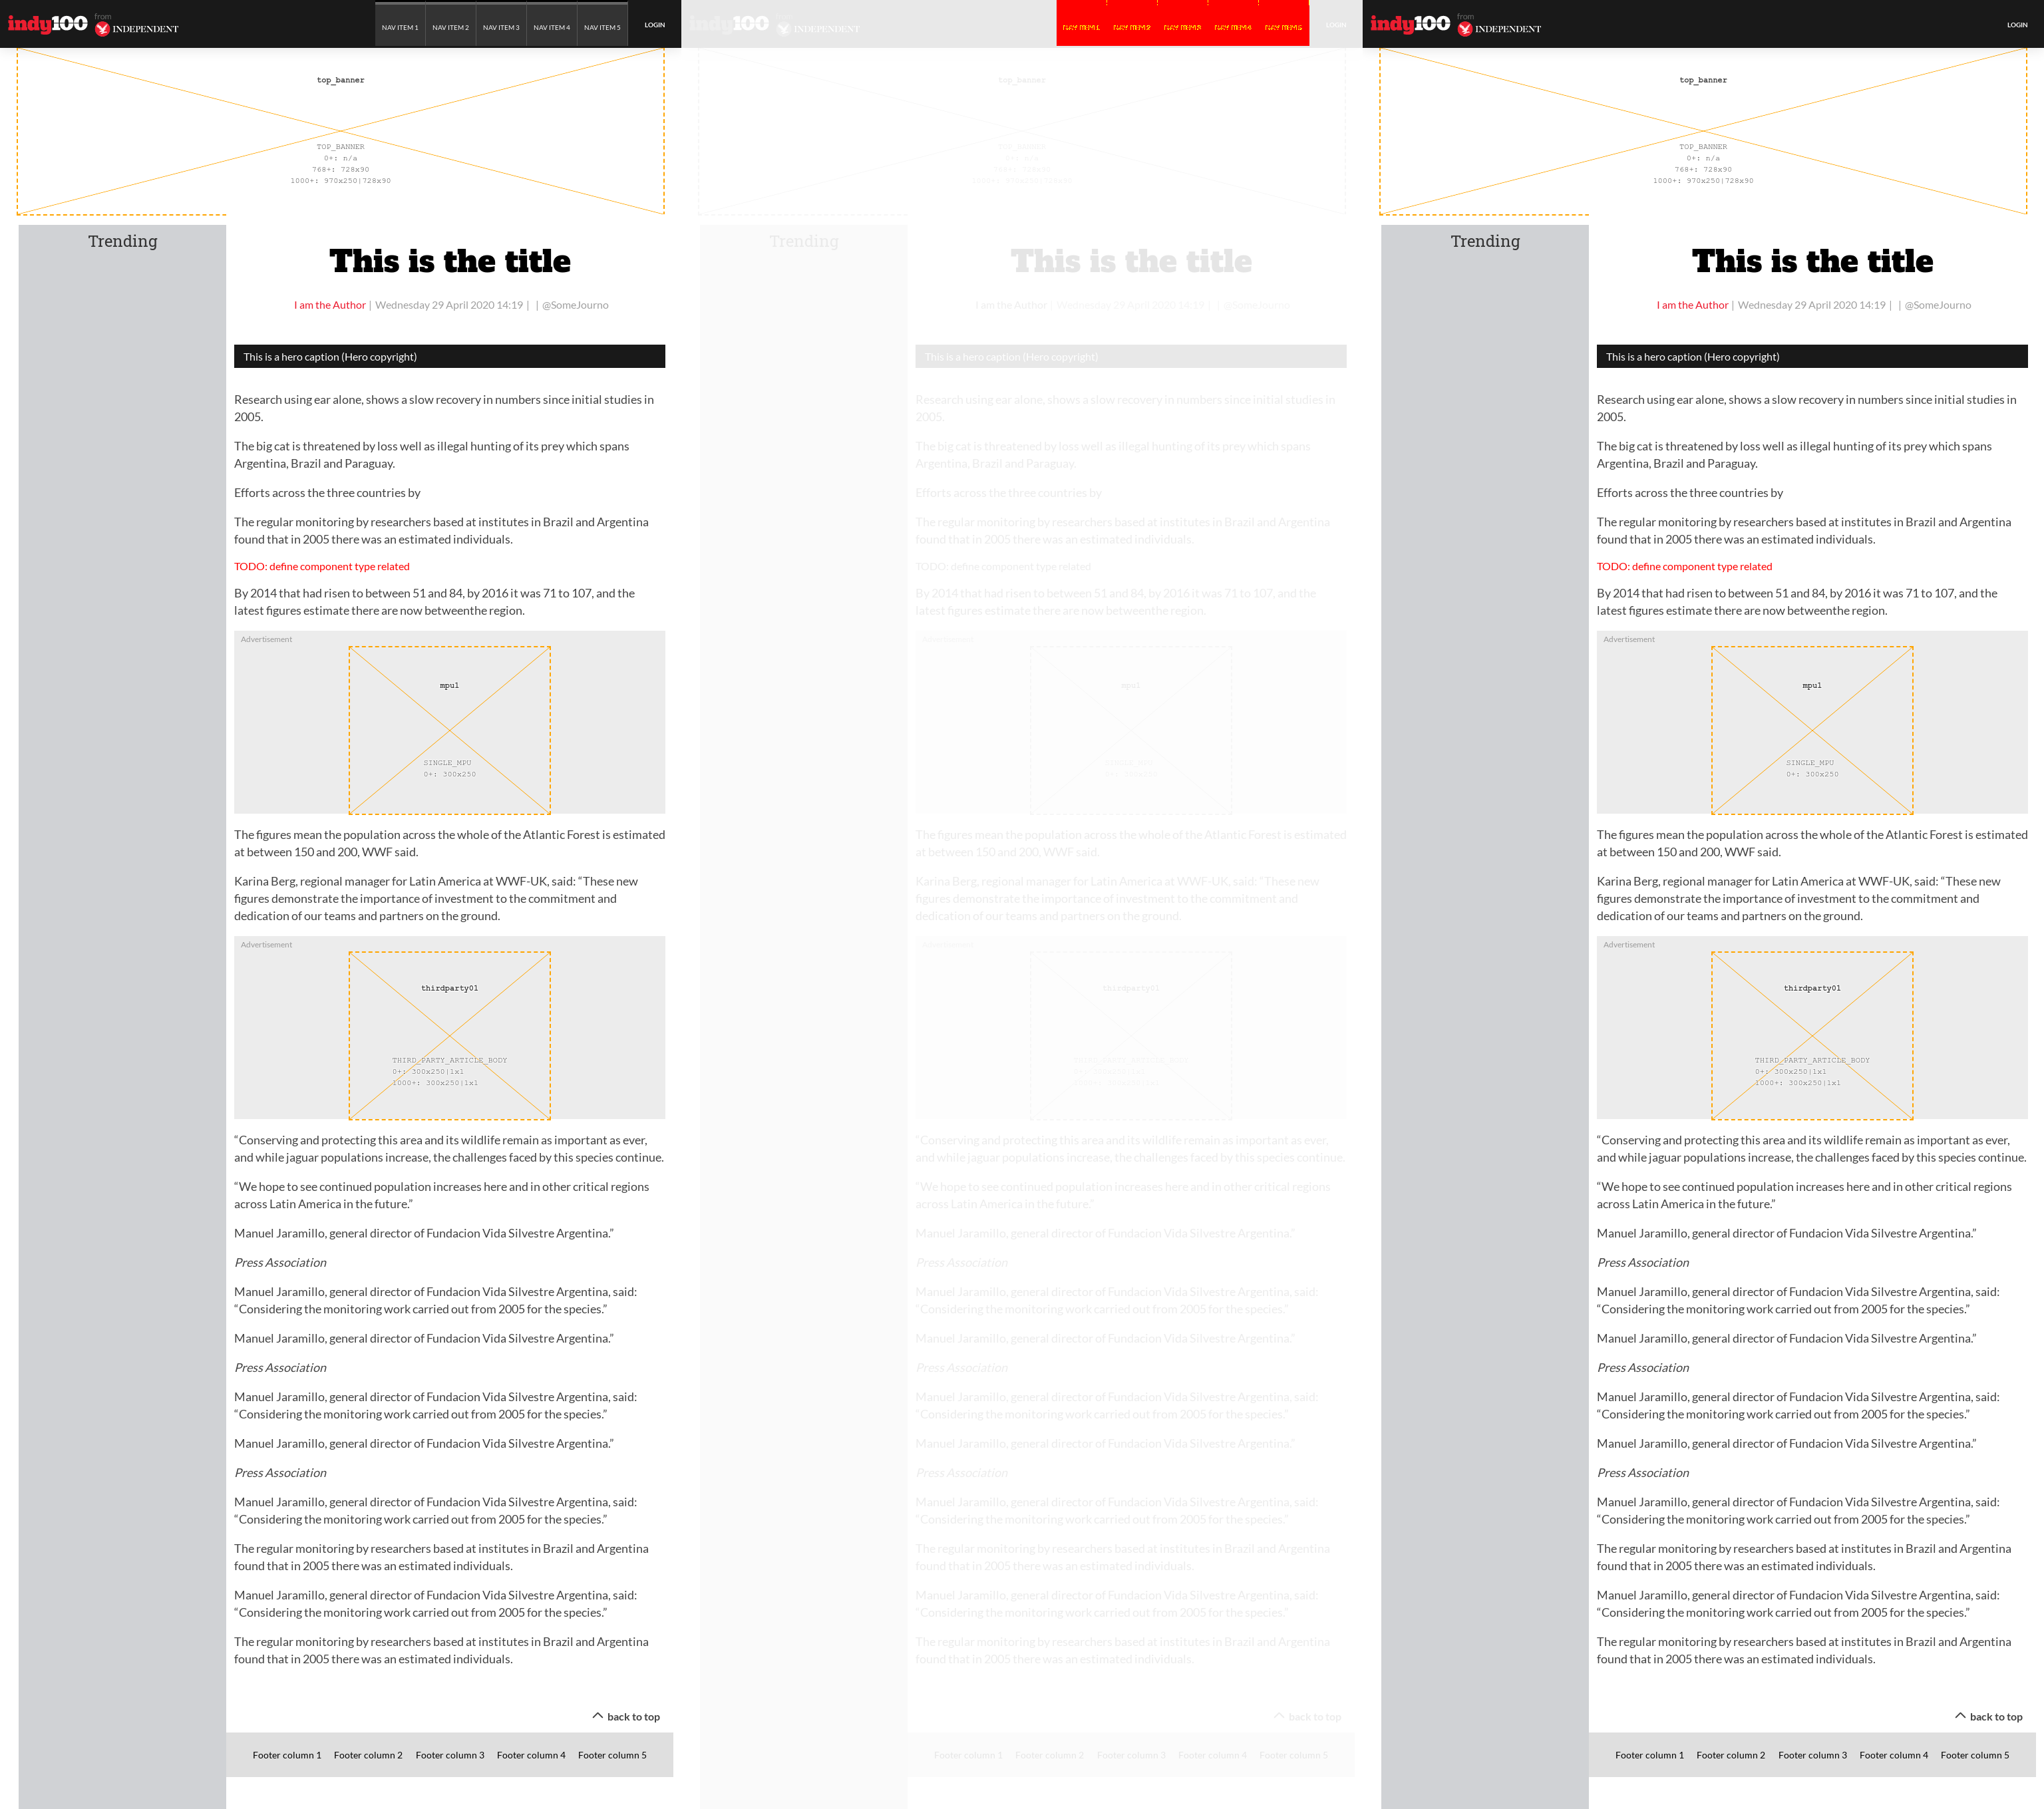 indy100 from INDEPENDENT
NAV ITEM 1 NAV ITEM 2 NAV ITEM 3 NAV ITEM 4 NAV ITEM 5 LOGIN
top_banner
TOP_BANNER
0+: n/a
768+: 728x90
1000+: 970x250|728x90
Trending
This is the title
I am the Author | Wednesday 29 April 2020 14:19 | | @SomeJourno
This is a hero caption (Hero copyright)
Research using ear alone, shows a slow recovery in numbers since initial studies in
2005.
The big cat is threatened by loss well as illegal hunting of its prey which spans
Argentina, Brazil and Paraguay.
Efforts across the three countries by
The regular monitoring by researchers based at institutes in Brazil and Argentina
found that in 2005 there was an estimated individuals.
TODO: define component type related
By 2014 that had risen to between 51 and 84, by 2016 it was 71 to 107, and the
latest figures estimate there are now betweenthe region.
Advertisement
mpu1
SINGLE_MPU
0+: 300x250
The figures mean the population across the whole of the Atlantic Forest is estimated
at between 150 and 200, WWF said.
Karina Berg, regional manager for Latin America at WWF-UK, said: “These new
figures demonstrate the importance of investment to the commitment and
dedication of our teams and partners on the ground.
Advertisement
thirdparty01
THIRD_PARTY_ARTICLE_BODY
0+: 300x250|1x1
1000+: 300x250|1x1
“Conserving and protecting this area and its wildlife remain as important as ever,
and while jaguar populations increase, the challenges faced by this species continue.
“We hope to see continued population increases here and in other critical regions
across Latin America in the future.”
Manuel Jaramillo, general director of Fundacion Vida Silvestre Argentina.”
Press Association
Manuel Jaramillo, general director of Fundacion Vida Silvestre Argentina, said:
“Considering the monitoring work carried out from 2005 for the species.”
Manuel Jaramillo, general director of Fundacion Vida Silvestre Argentina.”
Press Association
Manuel Jaramillo, general director of Fundacion Vida Silvestre Argentina, said:
“Considering the monitoring work carried out from 2005 for the species.”
Manuel Jaramillo, general director of Fundacion Vida Silvestre Argentina.”
Press Association
Manuel Jaramillo, general director of Fundacion Vida Silvestre Argentina, said:
“Considering the monitoring work carried out from 2005 for the species.”
The regular monitoring by researchers based at institutes in Brazil and Argentina
found that in 2005 there was an estimated individuals.
Manuel Jaramillo, general director of Fundacion Vida Silvestre Argentina, said:
“Considering the monitoring work carried out from 2005 for the species.”
The regular monitoring by researchers based at institutes in Brazil and Argentina
found that in 2005 there was an estimated individuals.
back to top
Footer column 1 Footer column 2 Footer column 3 Footer column 4 Footer column 5
indy100 INDEPENDENT
NAV ITEM 1 NAV ITEM 2 NAV ITEM 3 NAV ITEM 4 NAV ITEM 5 LOGIN
top_banner
Trending
This is the title
I am the Author | Wednesday 29 April 2020 14:19 | | @SomeJourno
This is a hero caption (Hero copyright)
Research using ear alone, shows a slow recovery in numbers since initial studies in
2005.
The big cat is threatened by loss well as illegal hunting of its prey which spans
Argentina, Brazil and Paraguay.
Efforts across the three countries by
The regular monitoring by researchers based at institutes in Brazil and Argentina
found that in 2005 there was an estimated individuals.
TODO: define component type related
By 2014 that had risen to between 51 and 84, by 2016 it was 71 to 107, and the
latest figures estimate there are now betweenthe region.
mpu1
The figures mean the population across the whole of the Atlantic Forest is estimated
at between 150 and 200, WWF said.
Karina Berg, regional manager for Latin America at WWF-UK, said: “These new
figures demonstrate the importance of investment to the commitment and
dedication of our teams and partners on the ground.
thirdparty01
“Conserving and protecting this area and its wildlife remain as important as ever,
and while jaguar populations increase, the challenges faced by this species continue.
“We hope to see continued population increases here and in other critical regions
across Latin America in the future.”
Manuel Jaramillo, general director of Fundacion Vida Silvestre Argentina.”
Press Association
Manuel Jaramillo, general director of Fundacion Vida Silvestre Argentina, said:
“Considering the monitoring work carried out from 2005 for the species.”
Manuel Jaramillo, general director of Fundacion Vida Silvestre Argentina.”
Press Association
Manuel Jaramillo, general director of Fundacion Vida Silvestre Argentina, said:
“Considering the monitoring work carried out from 2005 for the species.”
Manuel Jaramillo, general director of Fundacion Vida Silvestre Argentina.”
Press Association
Manuel Jaramillo, general director of Fundacion Vida Silvestre Argentina, said:
“Considering the monitoring work carried out from 2005 for the species.”
The regular monitoring by researchers based at institutes in Brazil and Argentina
found that in 2005 there was an estimated individuals.
Manuel Jaramillo, general director of Fundacion Vida Silvestre Argentina, said:
“Considering the monitoring work carried out from 2005 for the species.”
The regular monitoring by researchers based at institutes in Brazil and Argentina
found that in 2005 there was an estimated individuals.
back to top
Footer column 1 Footer column 2 Footer column 3 Footer column 4 Footer column 5
indy100 from INDEPENDENT
LOGIN
top_banner
TOP_BANNER
0+: n/a
768+: 728x90
1000+: 970x250|728x90
Trending
This is the title
I am the Author | Wednesday 29 April 2020 14:19 | | @SomeJourno
This is a hero caption (Hero copyright)
Research using ear alone, shows a slow recovery in numbers since initial studies in
2005.
The big cat is threatened by loss well as illegal hunting of its prey which spans
Argentina, Brazil and Paraguay.
Efforts across the three countries by
The regular monitoring by researchers based at institutes in Brazil and Argentina
found that in 2005 there was an estimated individuals.
TODO: define component type related
By 2014 that had risen to between 51 and 84, by 2016 it was 71 to 107, and the
latest figures estimate there are now betweenthe region.
Advertisement
mpu1
SINGLE_MPU
0+: 300x250
The figures mean the population across the whole of the Atlantic Forest is estimated
at between 150 and 200, WWF said.
Karina Berg, regional manager for Latin America at WWF-UK, said: “These new
figures demonstrate the importance of investment to the commitment and
dedication of our teams and partners on the ground.
Advertisement
thirdparty01
THIRD_PARTY_ARTICLE_BODY
0+: 300x250|1x1
1000+: 300x250|1x1
“Conserving and protecting this area and its wildlife remain as important as ever,
and while jaguar populations increase, the challenges faced by this species continue.
“We hope to see continued population increases here and in other critical regions
across Latin America in the future.”
Manuel Jaramillo, general director of Fundacion Vida Silvestre Argentina.”
Press Association
Manuel Jaramillo, general director of Fundacion Vida Silvestre Argentina, said:
“Considering the monitoring work carried out from 2005 for the species.”
Manuel Jaramillo, general director of Fundacion Vida Silvestre Argentina.”
Press Association
Manuel Jaramillo, general director of Fundacion Vida Silvestre Argentina, said:
“Considering the monitoring work carried out from 2005 for the species.”
Manuel Jaramillo, general director of Fundacion Vida Silvestre Argentina.”
Press Association
Manuel Jaramillo, general director of Fundacion Vida Silvestre Argentina, said:
“Considering the monitoring work carried out from 2005 for the species.”
The regular monitoring by researchers based at institutes in Brazil and Argentina
found that in 2005 there was an estimated individuals.
Manuel Jaramillo, general director of Fundacion Vida Silvestre Argentina, said:
“Considering the monitoring work carried out from 2005 for the species.”
The regular monitoring by researchers based at institutes in Brazil and Argentina
found that in 2005 there was an estimated individuals.
back to top
Footer column 1 Footer column 2 Footer column 3 Footer column 4 Footer column 5